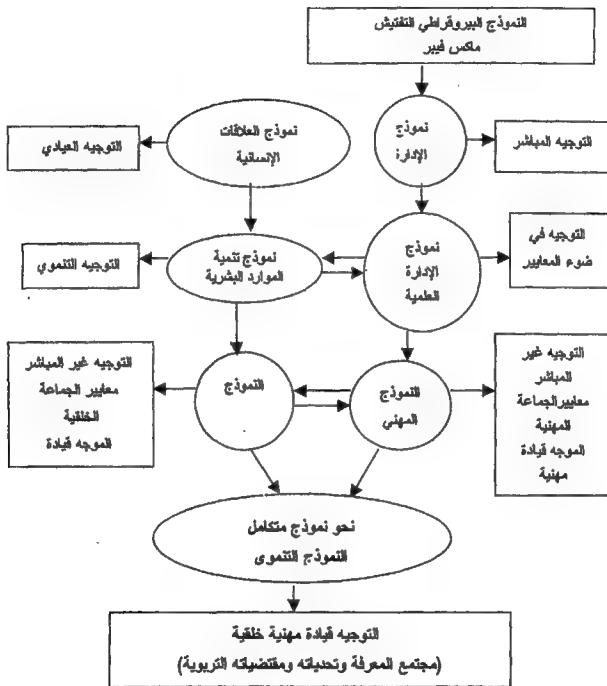 النموذج البيروقراطي التفتيش
ماكس فيبر
نموذج
الإدارة
التوجيه المباشر
نموذج العلاقات
الإنسانية
التوجيه العيادي
نموذج
الإدارة
العلمية
التوجيه في
ضوء المعايير
نموذج تنمية
الموارد البشرية
التوجيه التنموي
التوجيه غير
المباشر
معايير الجماعة
المهنية
الموجه قيادة
مهنية
النموذج
المهني
النموذج
التوجيه غير المباشر
معايير الجماعة
الخلقية
الموجه قيادة
نحو نموذج متكامل
النموذج التنموى
التوجيه قيادة مهنية خلقية
(مجتمع المعرفة وتحدياته ومقتضياته التربوية)